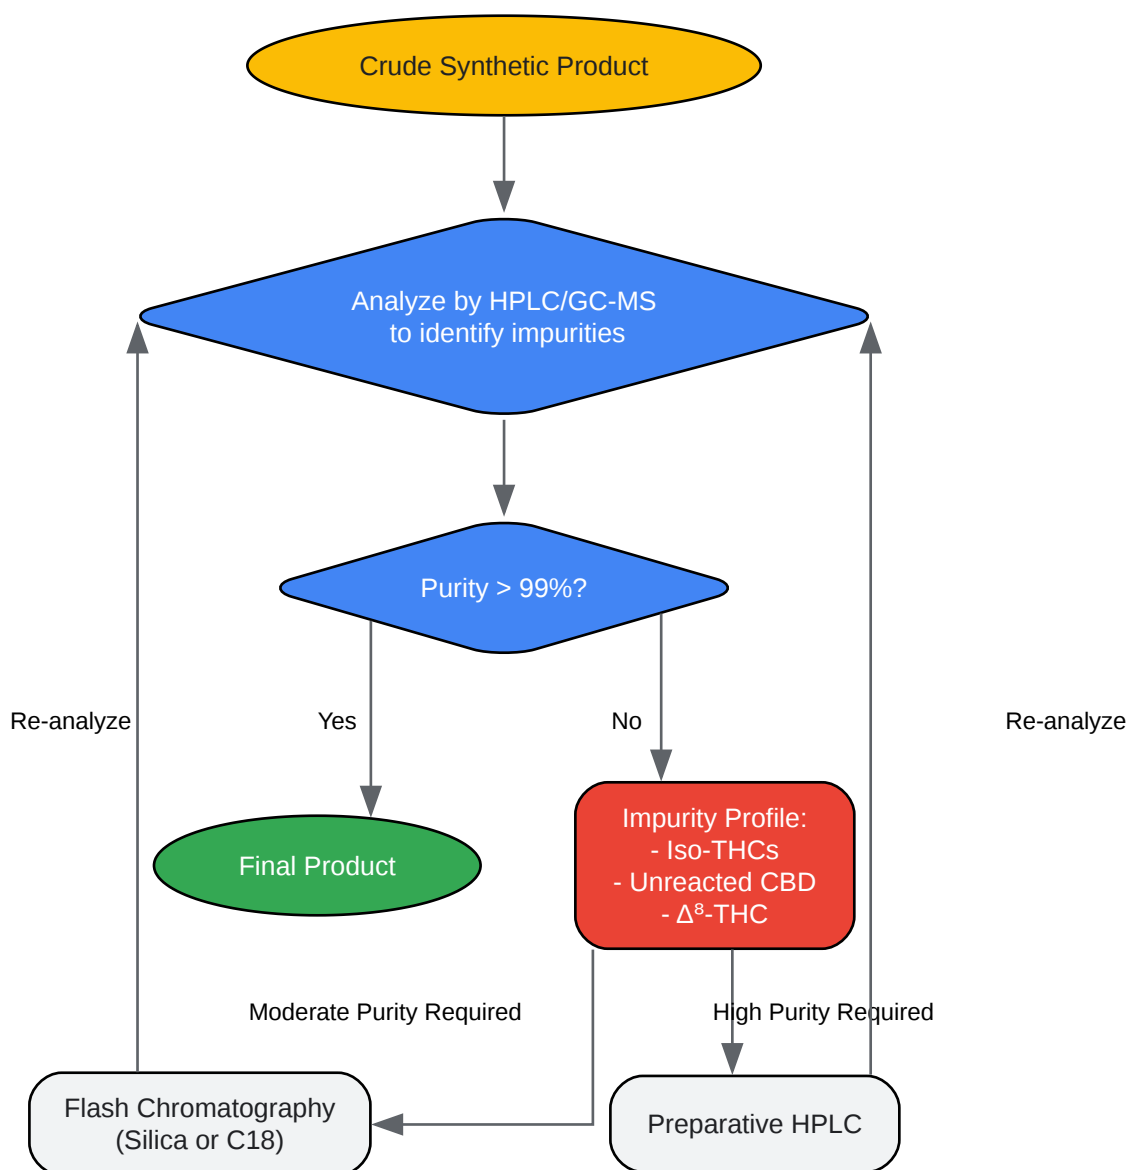 Crude Synthetic Product
Analyze by HPLC/GC-MS
to identify impurities
Purity > 99%?
Re-analyze
Yes
No
Re-analyze
Impurity Profile:
- Iso-THCs
- Unreacted CBD
- Δ⁸-THC
Final Product
Moderate Purity Required
High Purity Required
Flash Chromatography
(Silica or C18)
Preparative HPLC